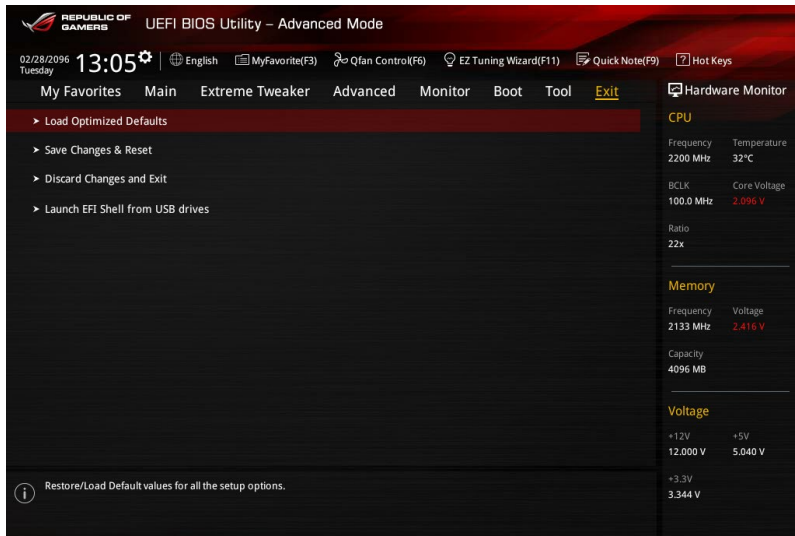 REPUBLIC OF
GAMERS
UEFI BIOS Utility – Advanced Mode
02/28/2096
Tuesday
13:05
English
MyFavorite(F3)
Qfan Control(F6)
EZ Tuning Wizard(F11)
Quick Note(F9)
? Hot Keys
My Favorites Main Extreme Tweaker Advanced Monitor Boot Tool Exit
Load Optimized Defaults
Save Changes & Reset
Discard Changes and Exit
Launch EFI Shell from USB drives
Restore/Load Default values for all the setup options.
Hardware Monitor
CPU
Frequency Temperature
2200 MHz 32°C
BCLK Core Voltage
100.0 MHz 2.096 V
Ratio
22x
Memory
Frequency Voltage
2133 MHz 2.416 V
Capacity
4096 MB
Voltage
+12V +5V
12.000 V 5.040 V
+3.3V
3.344 V